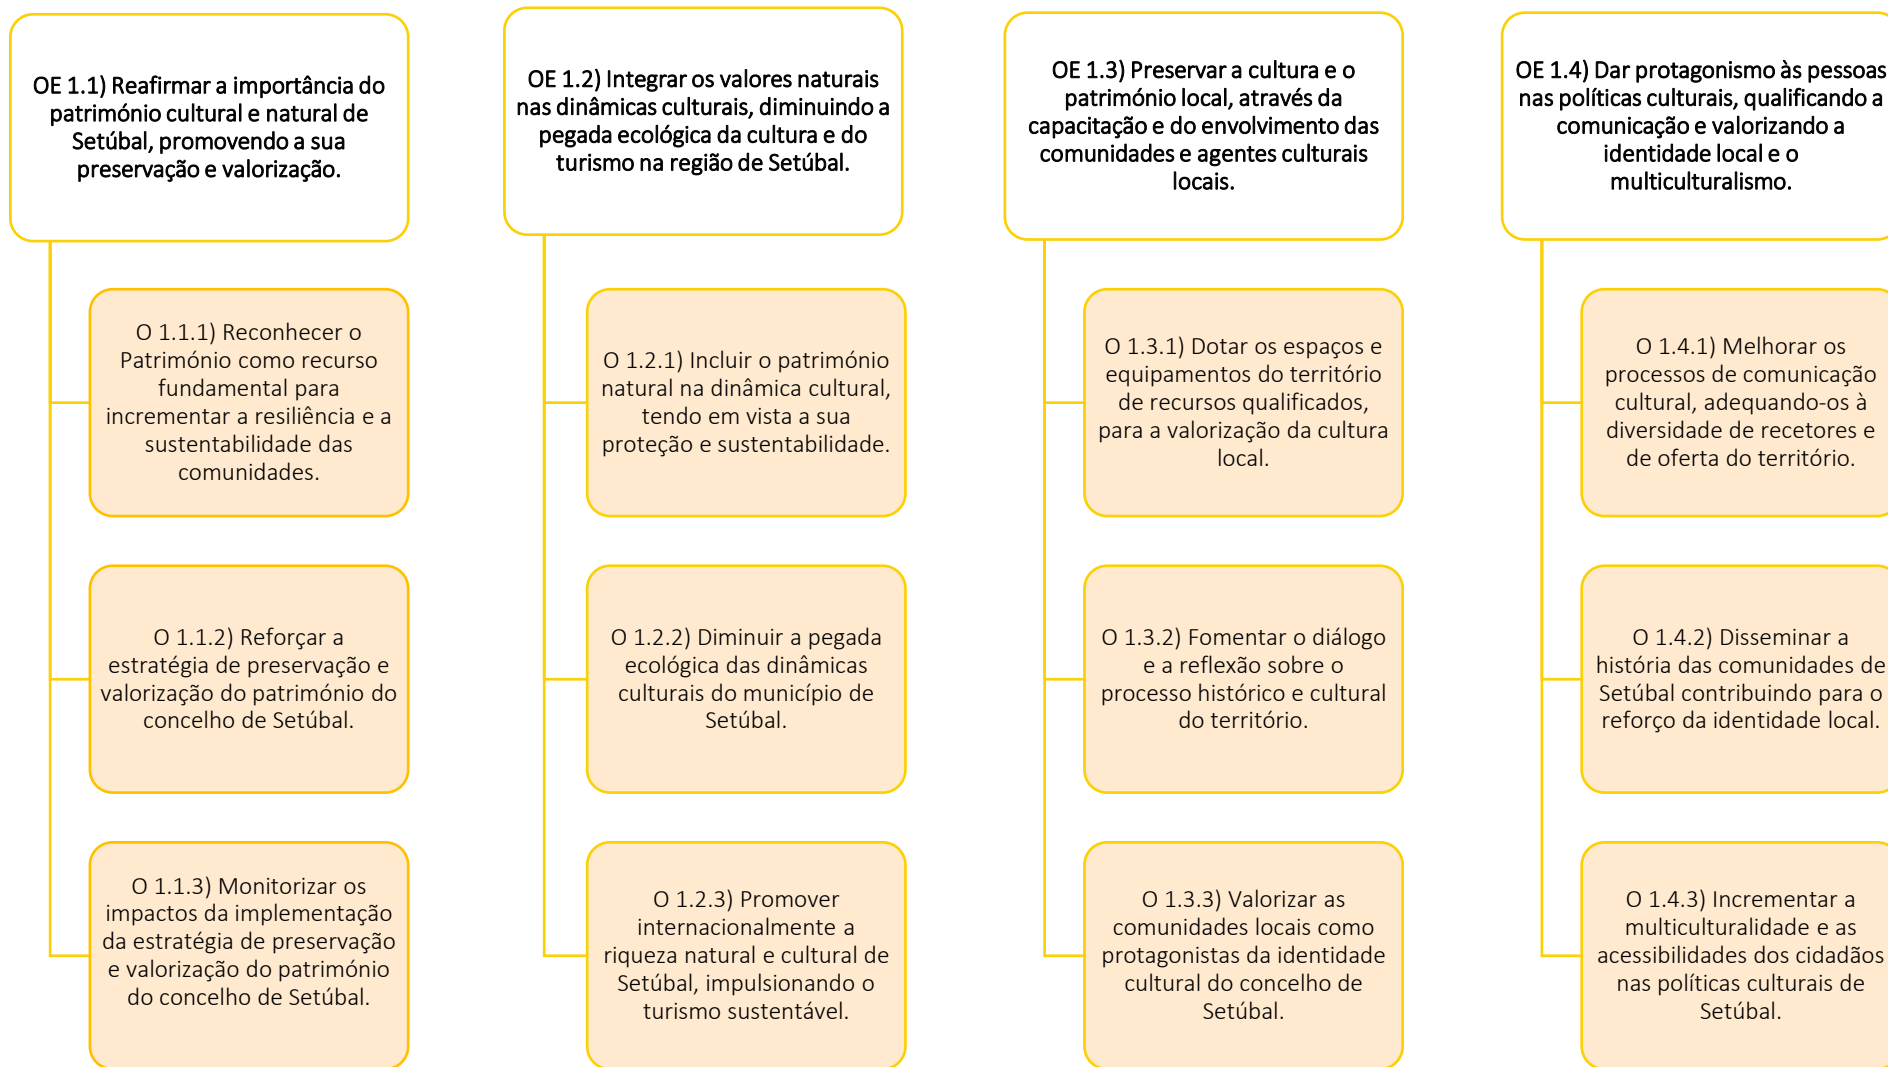 OE 1.1) Reafirmar a importância do
património cultural e natural de
Setúbal, promovendo a sua
preservação e valorização.
O 1.1.1) Reconhecer o
Património como recurso
fundamental para
incrementar a resiliência e a
sustentabilidade das
comunidades.
O 1.1.2) Reforçar a
estratégia de preservação e
valorização do património do
concelho de Setúbal.
O 1.1.3) Monitorizar os
impactos da implementação
da estratégia de preservação
e valorização do património
do concelho de Setúbal.
OE 1.2) Integrar os valores naturais
nas dinâmicas culturais, diminuindo a
pegada ecológica da cultura e do
turismo na região de Setúbal.
O 1.2.1) Incluir o património
natural na dinâmica cultural,
tendo em vista a sua
proteção e sustentabilidade.
O 1.2.2) Diminuir a pegada
ecológica das dinâmicas
culturais do município de
Setúbal.
O 1.2.3) Promover
internacionalmente a
riqueza natural e cultural de
Setúbal, impulsionando o
turismo sustentável.
OE 1.3) Preservar a cultura e o
património local, através da
capacitação e do envolvimento das
comunidades e agentes culturais
locais.
O 1.3.1) Dotar os espaços e
equipamentos do território
de recursos qualificados,
para a valorização da cultura
local.
O 1.3.2) Fomentar o diálogo
e a reflexão sobre o
processo histórico e cultural
do território.
O 1.3.3) Valorizar as
comunidades locais como
protagonistas da identidade
cultural do concelho de
Setúbal.
OE 1.4) Dar protagonismo às pessoas
nas políticas culturais, qualificando a
comunicação e valorizando a
identidade local e o
multiculturalismo.
O 1.4.1) Melhorar os
processos de comunicação
cultural, adequando-os à
diversidade de recetores e
de oferta do território.
O 1.4.2) Disseminar a
história das comunidades de
Setúbal contribuindo para o
reforço da identidade local.
O 1.4.3) Incrementar a
multiculturalidade e as
acessibilidades dos cidadãos
nas políticas culturais de
Setúbal.